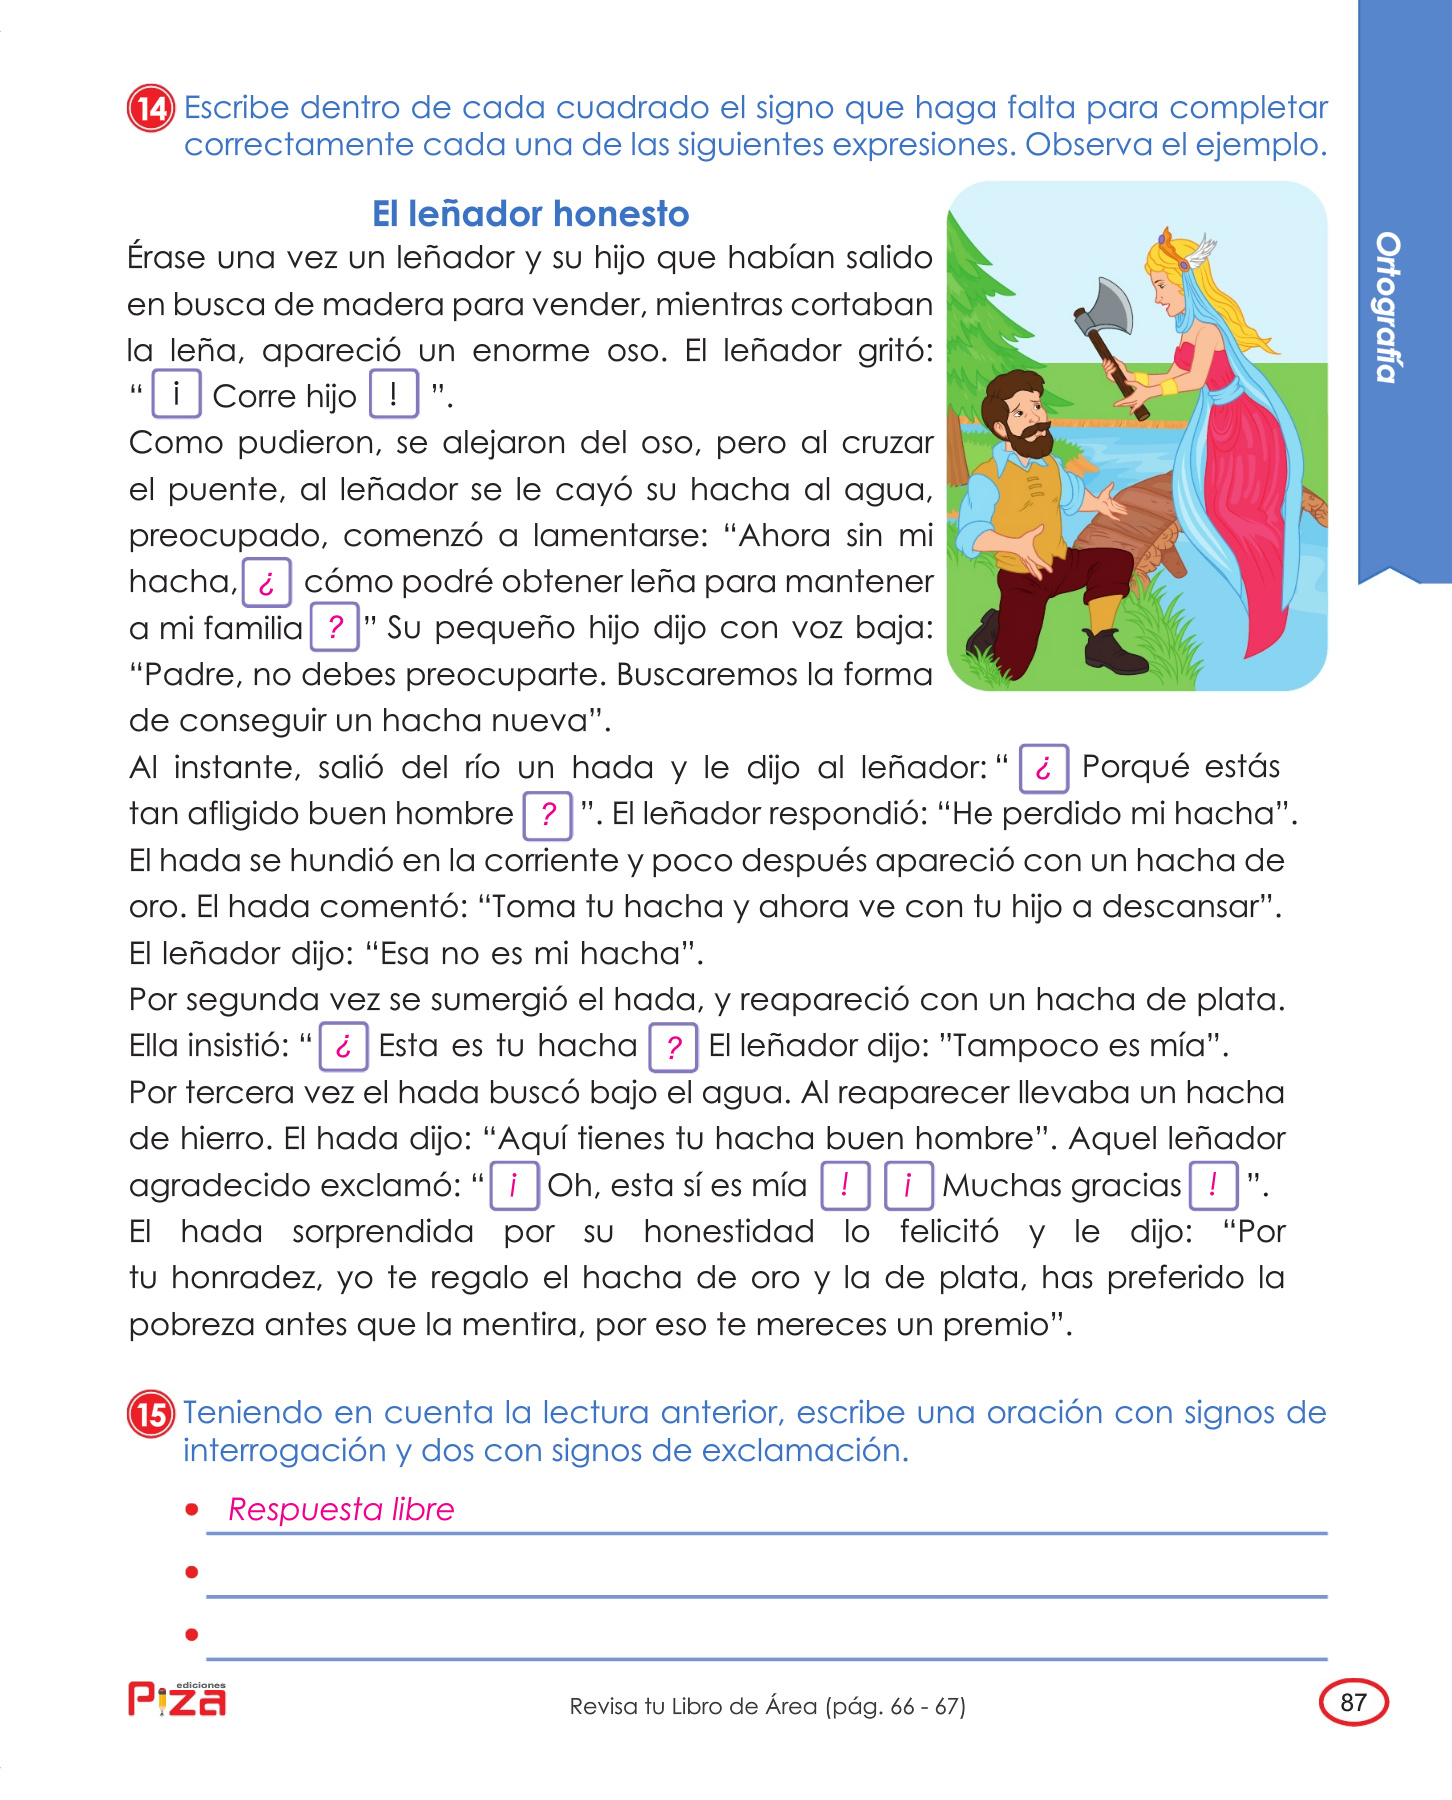 14 Escribe dentro de cada cuadrado el signo que haga falta para completar
correctamente cada una de las siguientes expresiones. Observa el ejemplo.
Ortografía
El leñador honesto
Érase una vez un leñador y su hijo que habían salido
en busca de madera para vender, mientras cortaban
la leña, apareció un enorme oso. El leñador gritó:
“ ¡ Corre hijo ! ”.
Como pudieron, se alejaron del oso, pero al cruzar
el puente, al leñador se le cayó su hacha al agua,
preocupado, comenzó a lamentarse: “Ahora sin mi
hacha, ¿ cómo podré obtener leña para mantener
a mi familia ? ” Su pequeño hijo dijo con voz baja:
“Padre, no debes preocuparte. Buscaremos la forma
de conseguir un hacha nueva”.
Al instante, salió del río un hada y le dijo al leñador: “ ¿ Porqué estás
tan afligido buen hombre ? ”. El leñador respondió: “He perdido mi hacha”.
El hada se hundió en la corriente y poco después apareció con un hacha de
oro. El hada comentó: “Toma tu hacha y ahora ve con tu hijo a descansar”.
El leñador dijo: “Esa no es mi hacha”.
Por segunda vez se sumergió el hada, y reapareció con un hacha de plata.
Ella insistió: “ ¿ Esta es tu hacha ? El leñador dijo: ”Tampoco es mía”.
Por tercera vez el hada buscó bajo el agua. Al reaparecer llevaba un hacha
de hierro. El hada dijo: “Aquí tienes tu hacha buen hombre”. Aquel leñador
agradecido exclamó: “ ¡ Oh, esta sí es mía ! ¡ Muchas gracias ! ”.
El hada sorprendida por su honestidad lo felicitó y le dijo: “Por
tu honradez, yo te regalo el hacha de oro y la de plata, has preferido la
pobreza antes que la mentira, por eso te mereces un premio”.
15 Teniendo en cuenta la lectura anterior, escribe una oración con signos de
interrogación y dos con signos de exclamación.
• Respuesta libre
•
•
ediciones
Piza
Revisa tu Libro de Área (pág. 66 - 67)
87